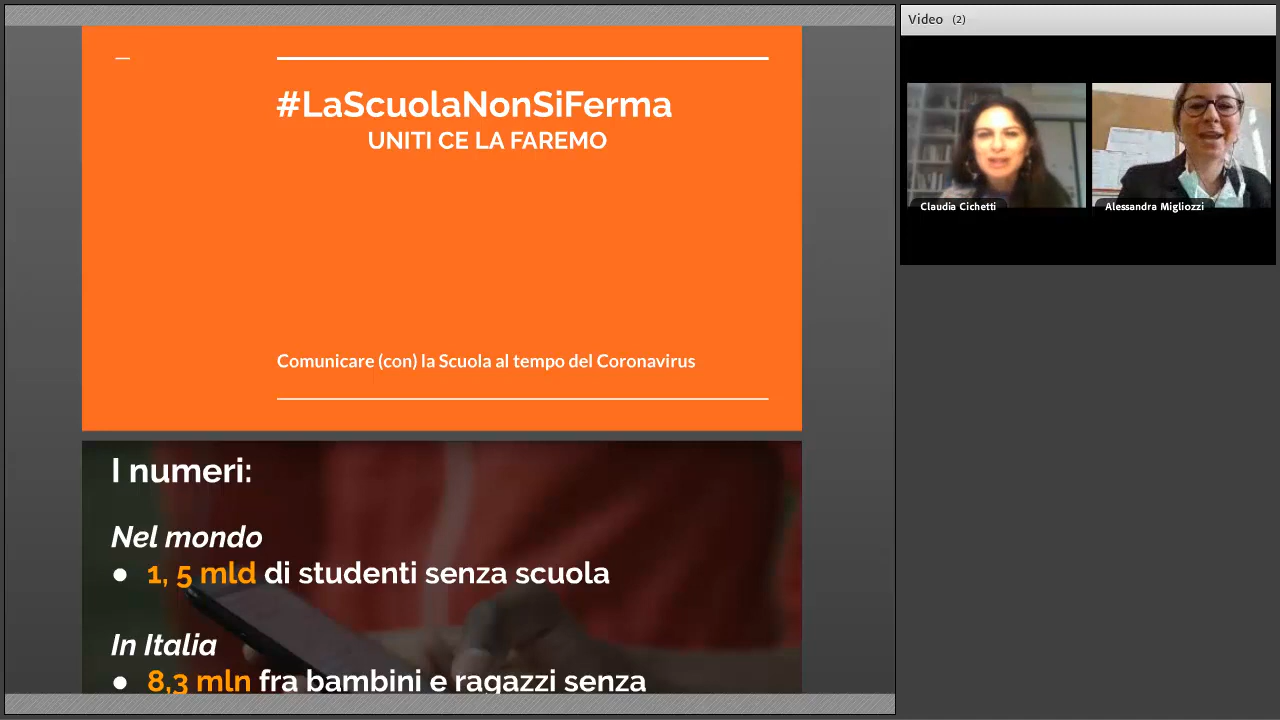 #LaScuolaNonSiFerma
UNITI CE LA FAREMO
Comunicare (con) la Scuola al tempo del Coronavirus
I numeri:
Nel mondo
● 1, 5 mld di studenti senza scuola
In Italia
● 8,3 mln fra bambini e ragazzi senza
Video (2)
Claudia Cichetti
Alessandra Migliozzi